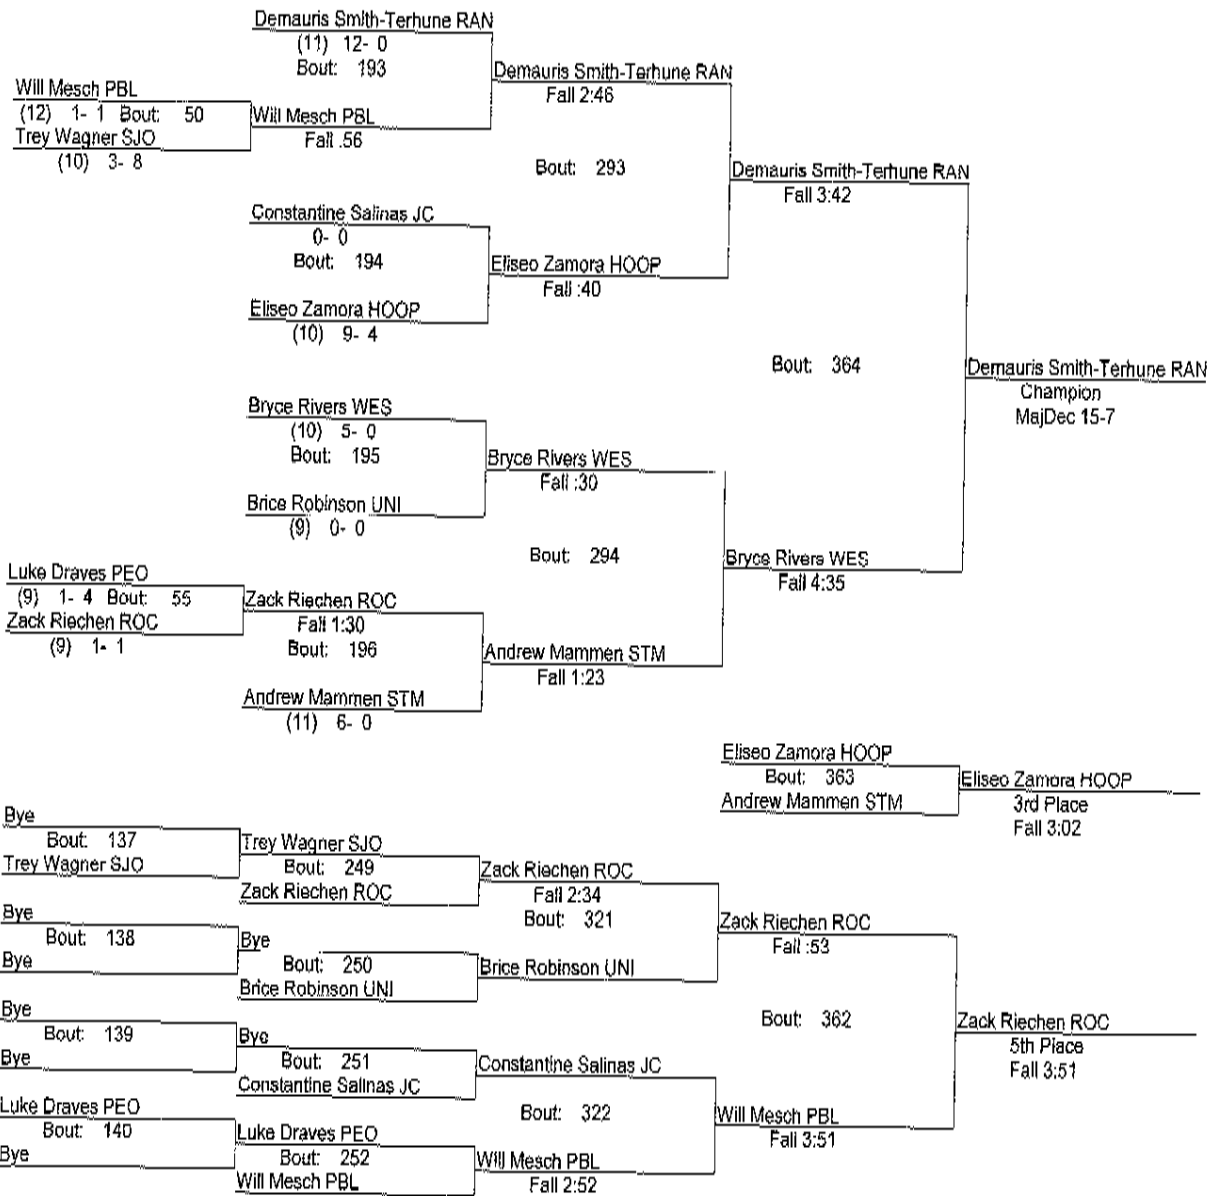 Demauris Smith-Terhune RAN
(11) 12- 0
Bout: 193
Demauris Smith-Terhune RAN
Fall 2:46
Will Mesch PBL
(12) 1- 1 Bout: 50
Will Mesch PBL
Fall .56
Trey Wagner SJO
(10) 3- 8
Bout: 293
Demauris Smith-Terhune RAN
Fall 3:42
Constantine Salinas JC
0- 0
Bout: 194
Eliseo Zamora HOOP
Fall :40
Eliseo Zamora HOOP
(10) 9- 4
Bout: 364
Demauris Smith-Terhune RAN
Champion
MajDec 15-7
Bryce Rivers WES
(10) 5- 0
Bout: 195
Bryce Rivers WES
Fall :30
Brice Robinson UNI
(9) 0- 0
Bout: 294
Bryce Rivers WES
Fall 4:35
Luke Draves PEO
(9) 1- 4 Bout: 55
Zack Riechen ROC
Fall 1:30
Zack Riechen ROC
(9) 1- 1
Bout: 196
Andrew Mammen STM
Fall 1:23
Andrew Mammen STM
(11) 6- 0
Eliseo Zamora HOOP
Bout: 363
Eliseo Zamora HOOP
Andrew Mammen STM
3rd Place
Fall 3:02
Bye
Bout: 137
Trey Wagner SJO
Trey Wagner SJO
Bout: 249
Zack Riechen ROC
Zack Riechen ROC
Fall 2:34
Bout: 321
Bye
Bout: 138
Bye
Bye
Bout: 250
Brice Robinson UNI
Brice Robinson UNI
Zack Riechen ROC
Fall :53
Bye
Bout: 139
Bye
Bye
Bout: 251
Constantine Salinas JC
Constantine Salinas JC
Bout: 362
Zack Riechen ROC
5th Place
Fall 3:51
Luke Draves PEO
Bout: 140
Bye
Luke Draves PEO
Bout: 252
Will Mesch PBL
Bout: 322
Will Mesch PBL
Fall 2:52
Will Mesch PBL
Fall 3:51